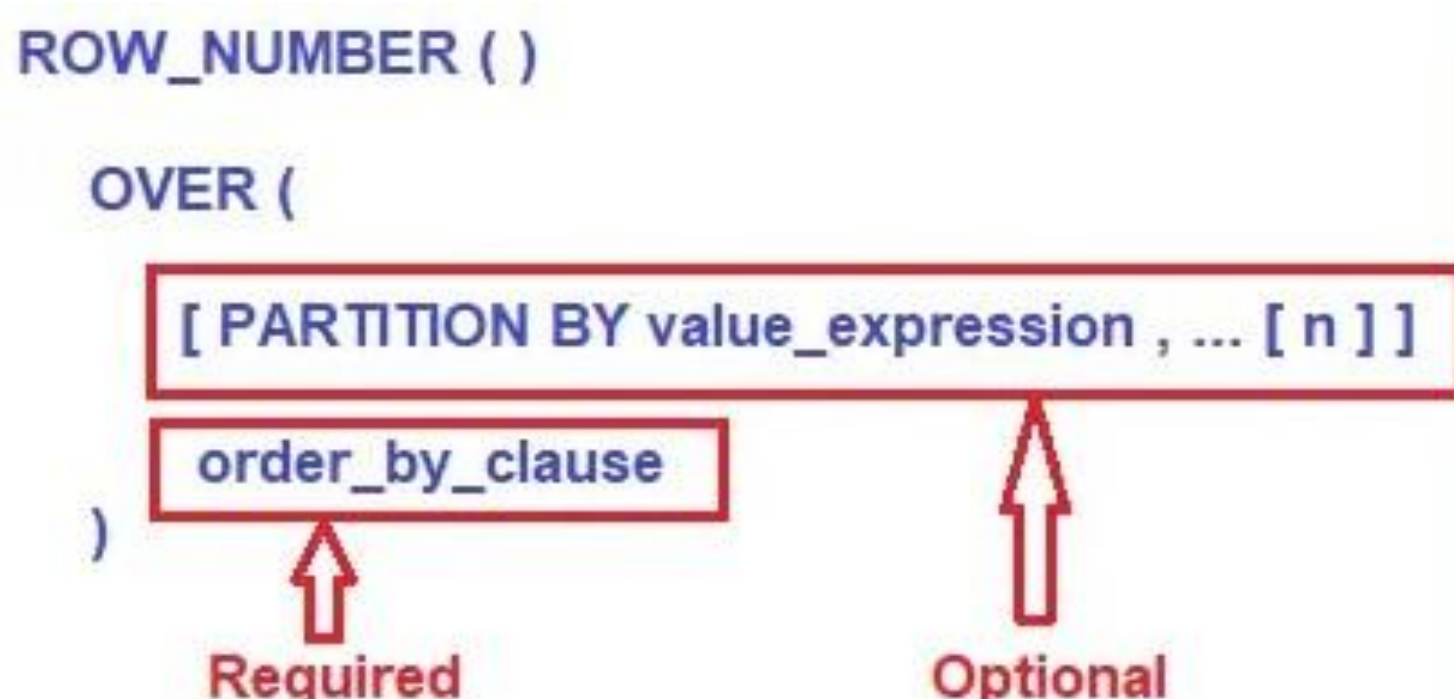 ROW_NUMBER ( )
OVER (
[ PARTITION BY value_expression , ... [ n ] ]
order_by_clause
)
Required
Optional